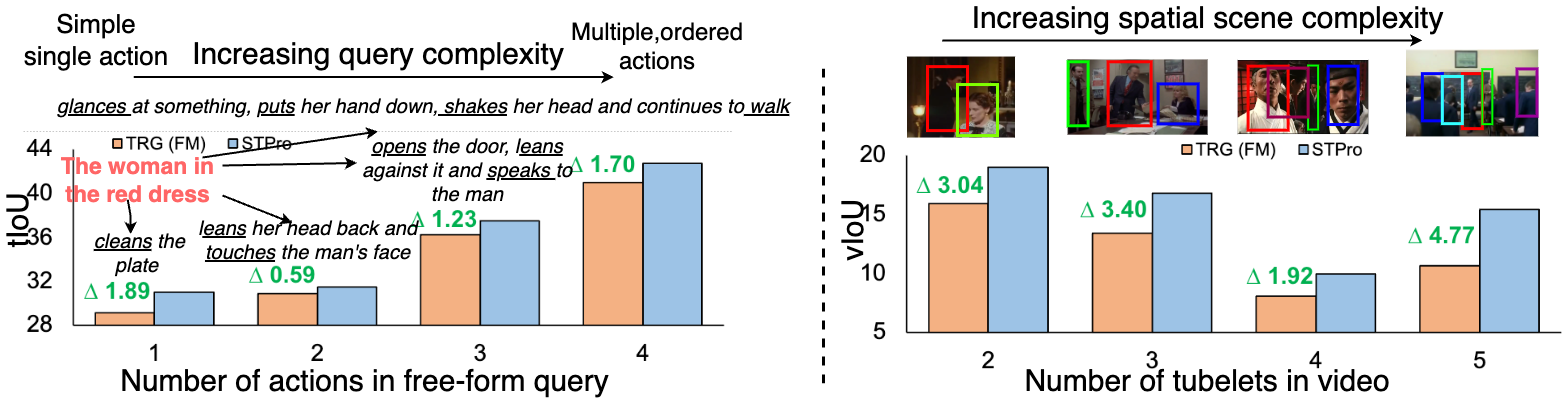 Simple
single action
Increasing query complexity
Multiple,ordered
actions
glances at something, puts her hand down, shakes her head and continues to walk
TRG (FM)
STPro
The woman in
the red dress
opens the door, leans
against it and speaks to
the man
leans her head back and
touches the man's face
cleans the
plate
Δ 1.89
Δ 0.59
Δ 1.23
Δ 1.70
tIoU
44
40
36
32
28
1
2
3
4
Number of actions in free-form query
Increasing spatial scene complexity
TRG (FM)
STPro
Δ 3.04
Δ 3.40
Δ 1.92
Δ 4.77
vIoU
20
15
10
5
2
3
4
5
Number of tubelets in video